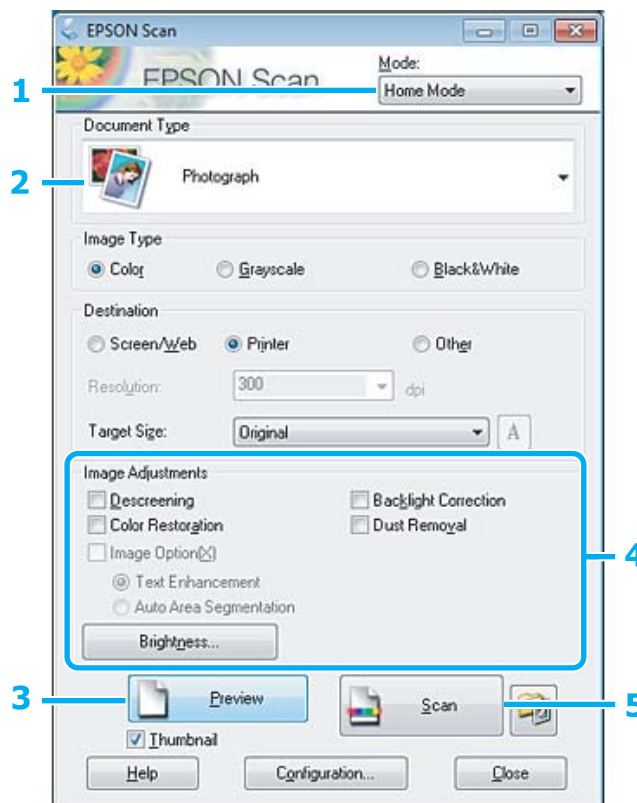 EPSON Scan
EPSON Scan
Mode:
1
Home Mode
Document Type
2
Photograph
Image Type
Color Grayscale Black&White
Destination
Screen/Web Printer Other
Resolution: 300 dpi
Target Size: Original A
Image Adjustments
Descreening Backlight Correction
Color Restoration Dust Removal
Image Option(X)
4
Text Enhancement
Auto Area Segmentation
Brightness...
3 Preview Scan 5
Thumbnail
Help Configuration... Close